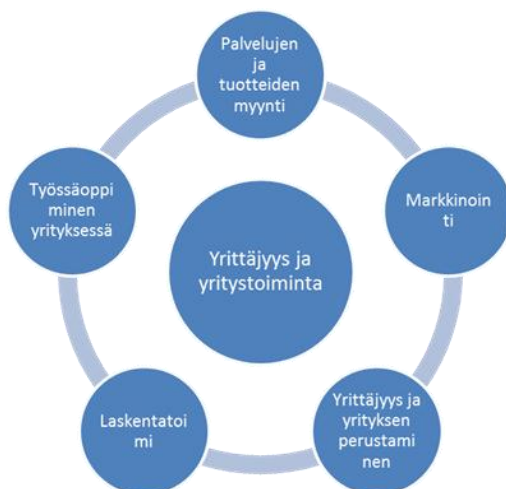 Palvelujen
ja
tuotteiden
myynti
Työssäoppi
minen
yrityksessä
Markkinoin
ti
Yrittäjyys ja
yritystoiminta
Laskentatoi
mi
Yrittäjyys ja
yrityksen
perustami
nen